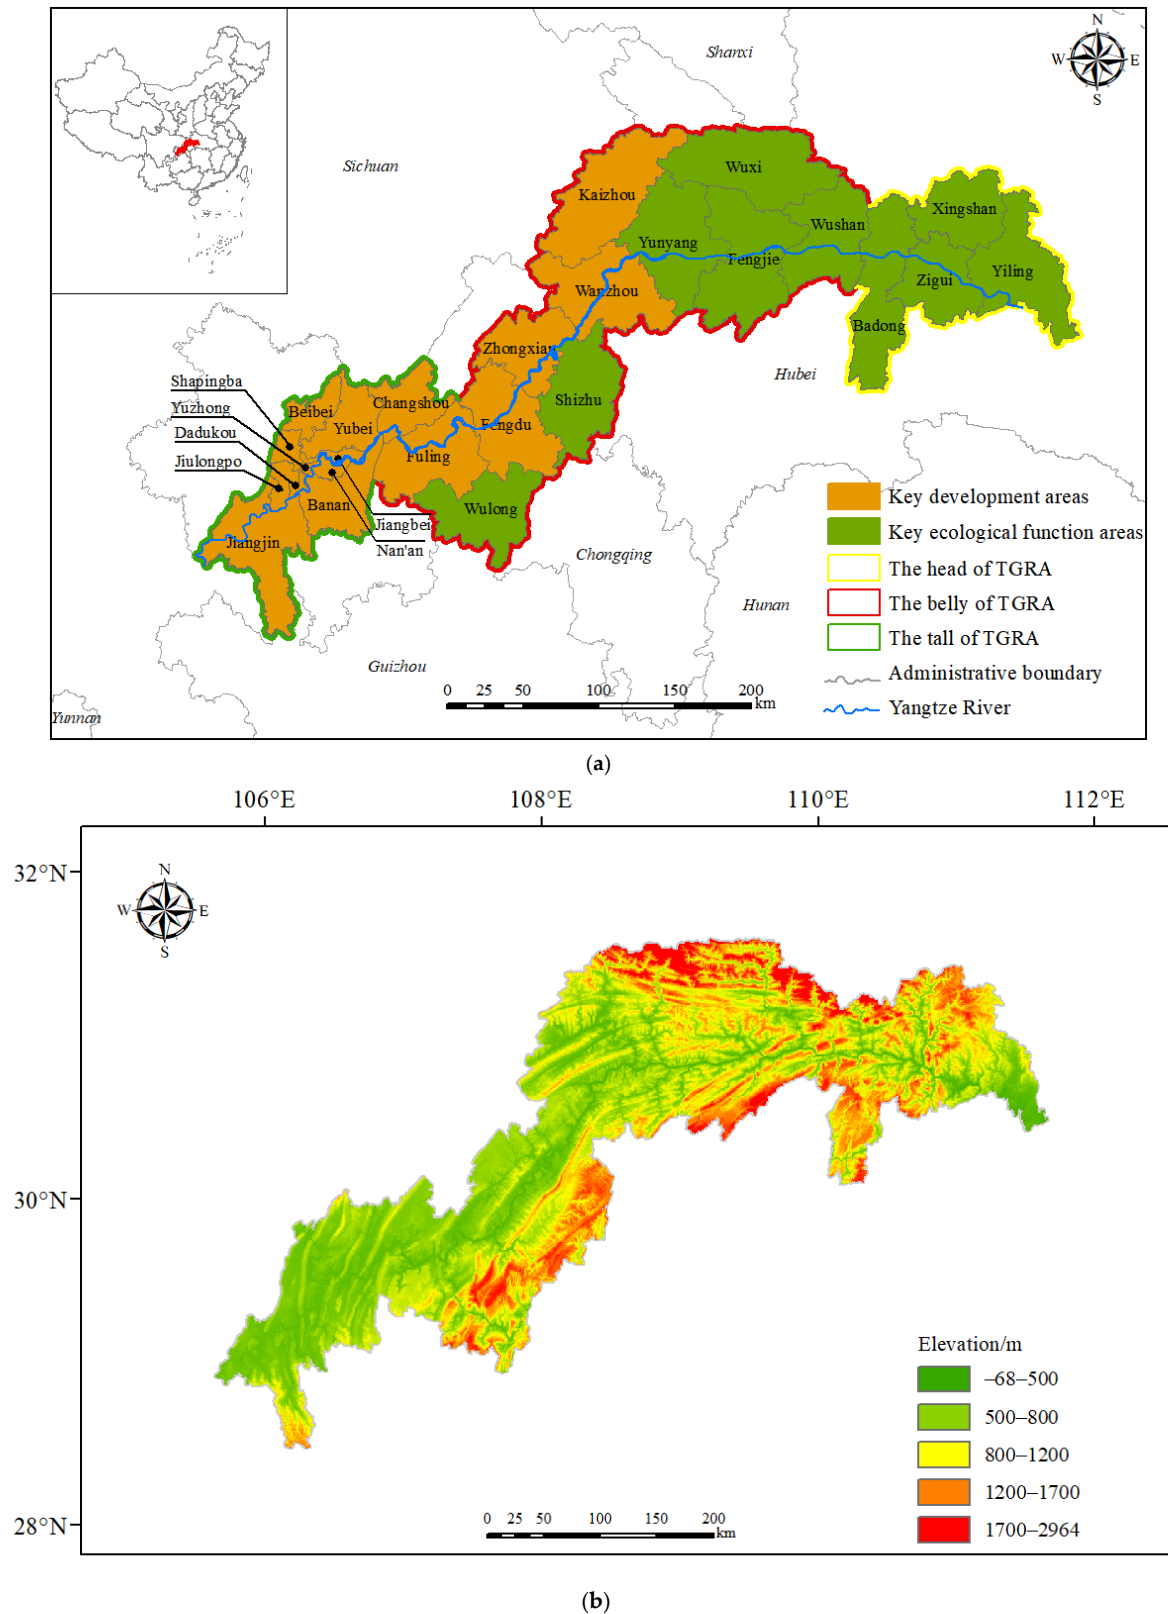 Shanxi
N
W E
S
Sichuan
Wuxi
Kaizhou
Xingshan
Wushan
Yunyang
Fengjie
Yiling
Zigui
Wanzhou
Badong
Zhongxian
Hubei
Shapingba
Shizhu
Yuzhong
Beibei
Changshou
Yubei
Fengdu
Dadukou
Jiulongpo
Fuling
Banan
Wulong
Jiangbei
Jiangjin
Nan'an
Chongqing
Hunan
Guizhou
Yunnan
Key development areas
Key ecological function areas
The head of TGRA
The belly of TGRA
The tall of TGRA
Administrative boundary
Yangtze River
0 25 50 100 150 200
km
(a)
106°E 108°E 110°E 112°E
32°N
30°N
28°N
N
W E
S
Elevation/m
–68–500
500–800
800–1200
1200–1700
1700–2964
0 25 50 100 150 200
km
(b)